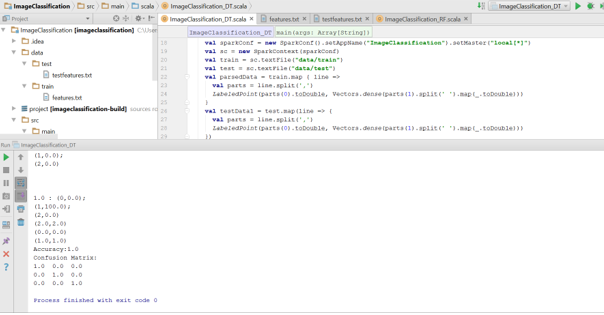 ImageClassification src main scala ImageClassification_DT.scala ImageClassification_DT
Project ImageClassification_DT.scala features.txt testfeatures.txt ImageClassification_RF.scala
ImageClassification [imageclassification] C:\User
.idea
data
test
testfeatures.txt
train
features.txt
project [imageclassification-build] sources ro
src
main
ImageClassification_DT main(args: Array[String])
18 val sparkConf = new SparkConf().setAppName("ImageClassification").setMaster("local[*]")
19 val sc = new SparkContext(sparkConf)
20 val train = sc.textFile("data/train")
21 val test = sc.textFile("data/test")
22 val parsedData = train.map { line =>
23 val parts = line.split(',')
24 LabeledPoint(parts(0).toDouble, Vectors.dense(parts(1).split(' ').map(_.toDouble)))
25 }
26 val testData1 = test.map(line => {
27 val parts = line.split(',')
28 LabeledPoint(parts(0).toDouble, Vectors.dense(parts(1).split(' ').map(_.toDouble)))
29 })
Run ImageClassification_DT
(1,0.0);
(2,0.0)
1.0 : (0,0.0);
(1,100.0);
(2,0.0)
(2.0,2.0)
(0.0,0.0)
(1.0,1.0)
Accuracy:1.0
Confusion Matrix:
1.0 0.0 0.0
0.0 1.0 0.0
0.0 0.0 1.0
Process finished with exit code 0